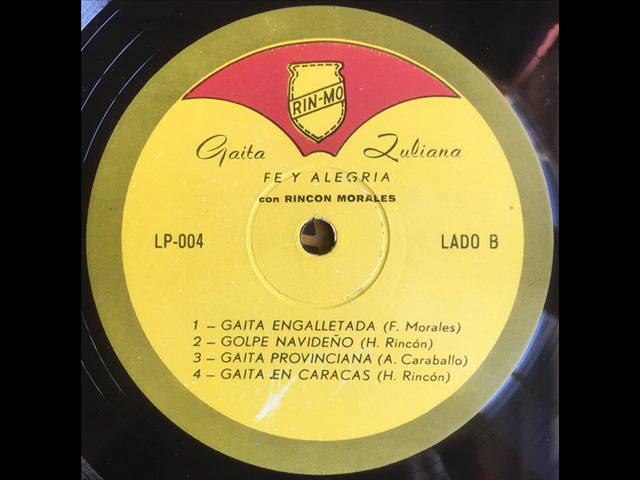 RIN-MO
Gaita Zuliana
FE Y ALEGRIA
con RINCON MORALES
LP-004 LADO B
1 – GAITA ENGALLETADA (F. Morales)
2 – GOLPE NAVIDEÑO (H. Rincón)
3 – GAITA PROVINCIANA (A. Caraballo)
4 – GAITA EN CARACAS (H. Rincón)